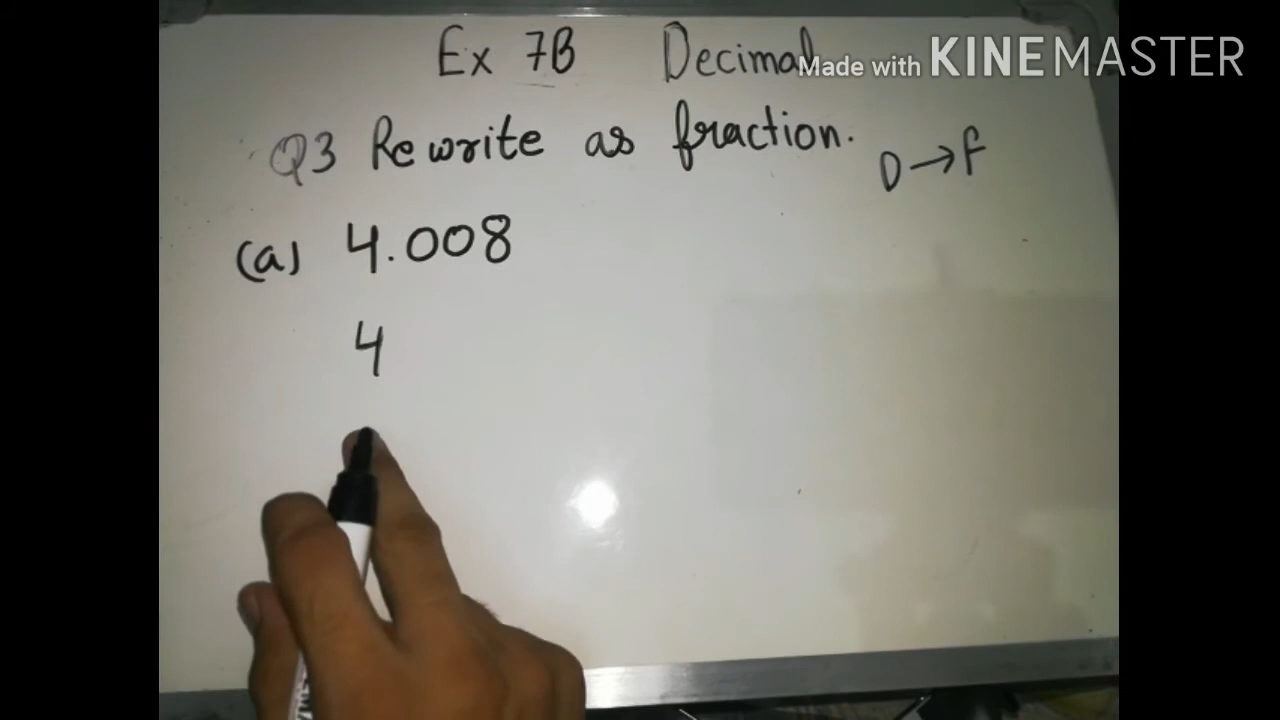 Ex 7B Decimal
Made with KINEMASTER
Q3 Rewrite as fraction.
D→F
(a) 4.008
4